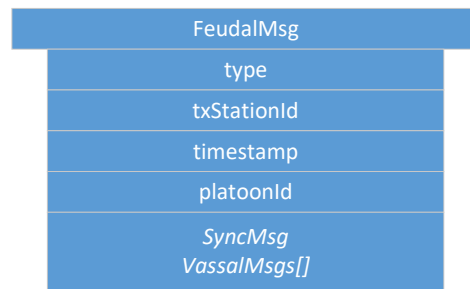 FeudalMsg
type
txStationId
timestamp
platoonId
SyncMsg
VassalMsgs[]